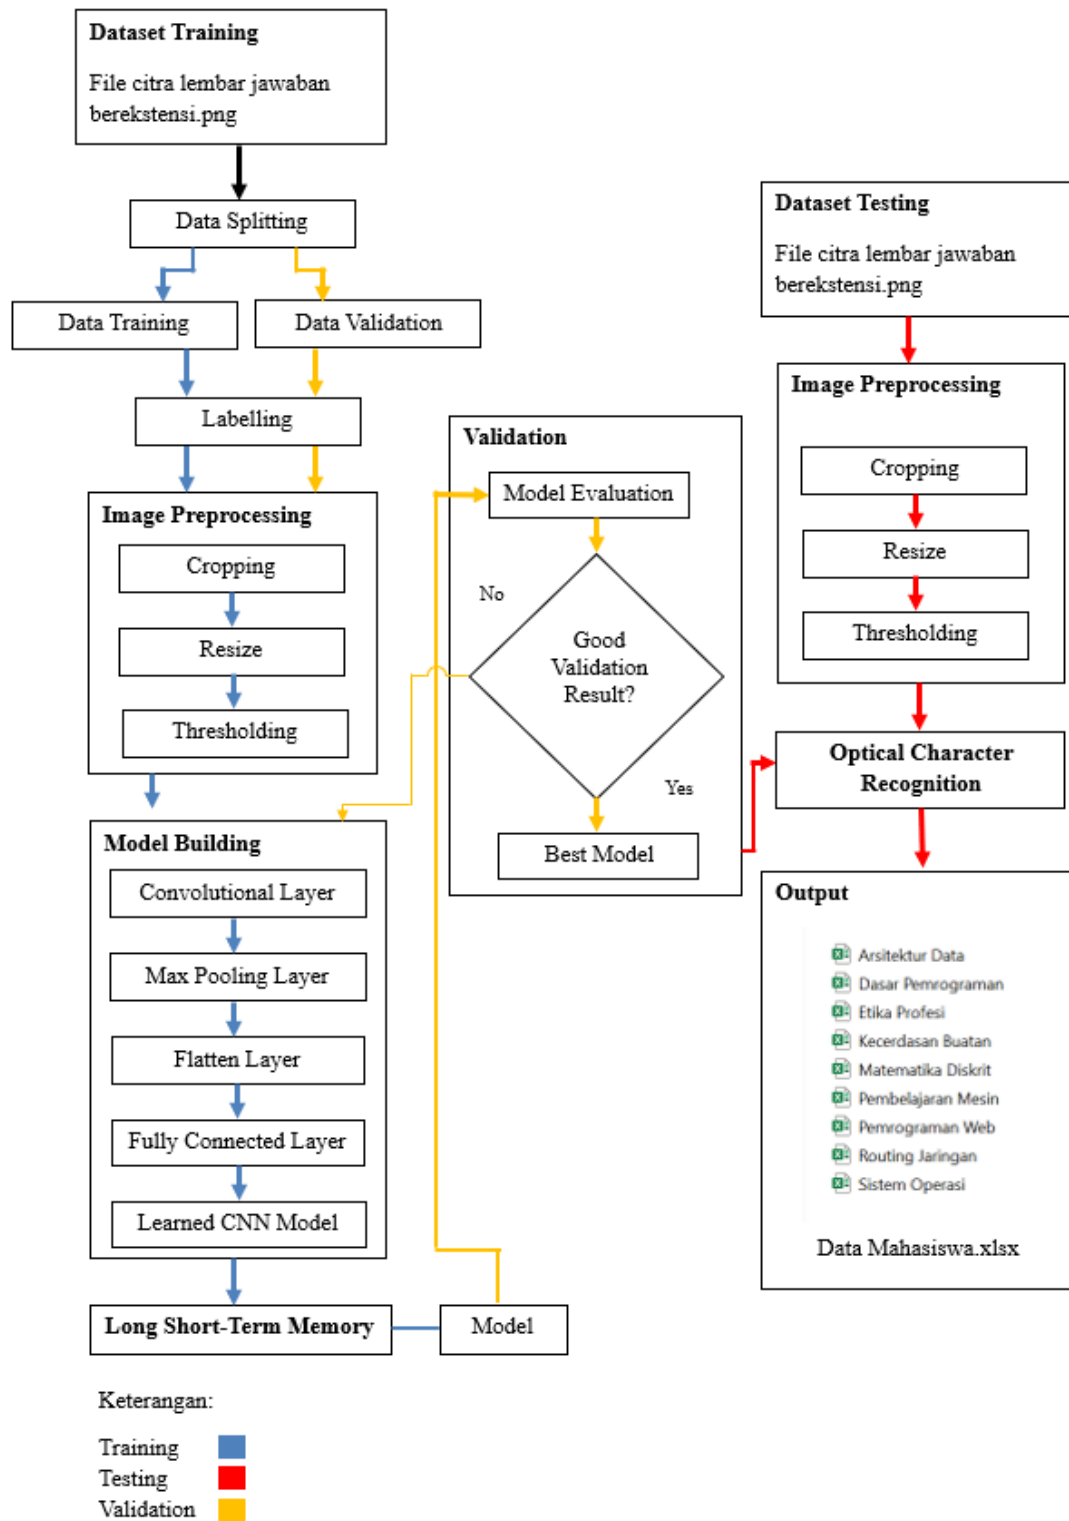 Dataset Training
File citra lembar jawaban
berekstensi.png
Data Splitting
Data Training
Data Validation
Labelling
Image Preprocessing
Cropping
Resize
Thresholding
Model Building
Convolutional Layer
Max Pooling Layer
Flatten Layer
Fully Connected Layer
Learned CNN Model
Long Short-Term Memory
Model
Validation
Model Evaluation
No
Good
Validation
Result?
Yes
Best Model
Dataset Testing
File citra lembar jawaban
berekstensi.png
Image Preprocessing
Cropping
Resize
Thresholding
Optical Character
Recognition
Output
Arsitektur Data
Dasar Pemrograman
Etika Profesi
Kecerdasan Buatan
Matematika Diskrit
Pembelajaran Mesin
Pemrograman Web
Routing Jaringan
Sistem Operasi
Data Mahasiswa.xlsx
Keterangan:
Training
Testing
Validation